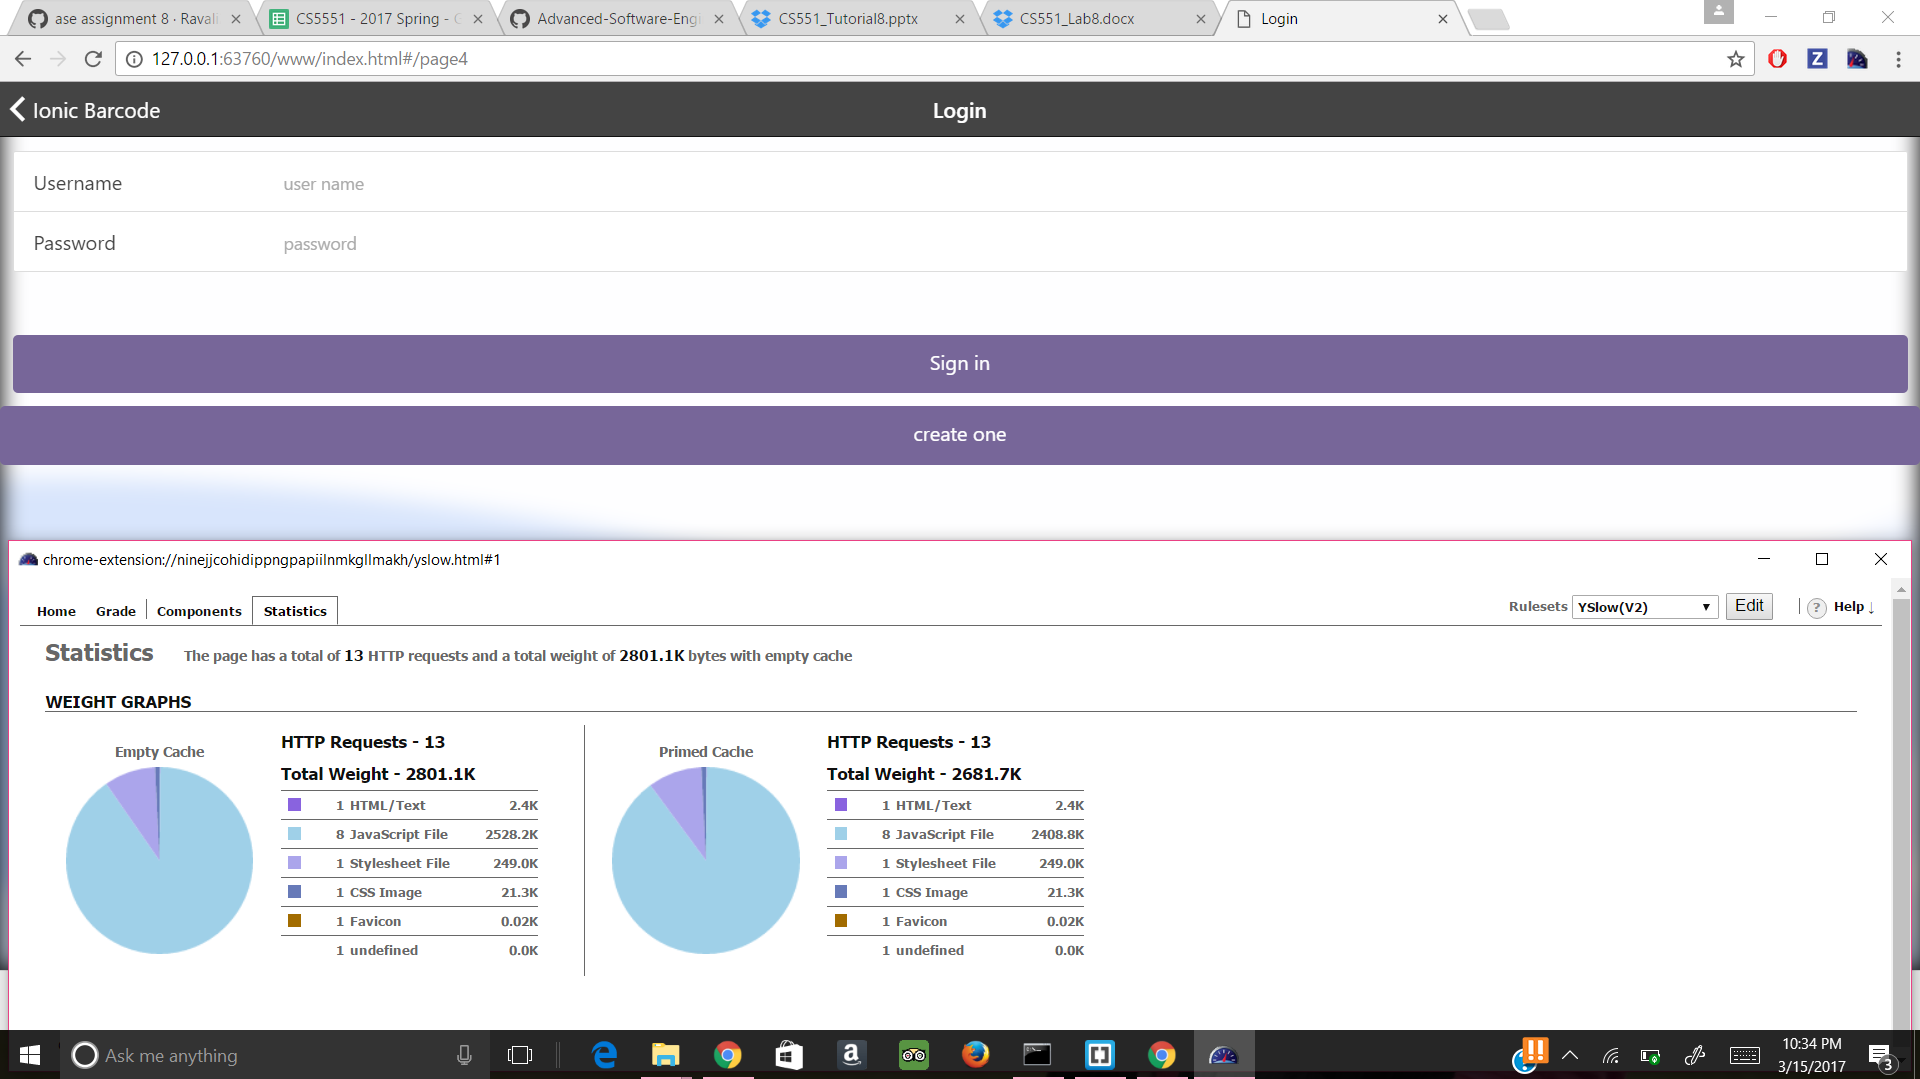 ase assignment 8 · Ravali
CS5551 - 2017 Spring -
Advanced-Software-Engi
CS551_Tutorial8.pptx
CS551_Lab8.docx
Login
127.0.0.1:63760/www/index.html#/page4
Z
Ionic Barcode
Login
Username user name
Password password
Sign in
create one
chrome-extension://ninejjcohidippngpapiilnmkgllmakh/yslow.html#1
Home Grade Components Statistics
Rulesets YSlow(V2) Edit ? Help ↓
Statistics The page has a total of 13 HTTP requests and a total weight of 2801.1K bytes with empty cache
WEIGHT GRAPHS
Empty Cache
HTTP Requests - 13
Total Weight - 2801.1K
1 HTML/Text 2.4K
8 JavaScript File 2528.2K
1 Stylesheet File 249.0K
1 CSS Image 21.3K
1 Favicon 0.02K
1 undefined 0.0K
Primed Cache
HTTP Requests - 13
Total Weight - 2681.7K
1 HTML/Text 2.4K
8 JavaScript File 2408.8K
1 Stylesheet File 249.0K
1 CSS Image 21.3K
1 Favicon 0.02K
1 undefined 0.0K
Ask me anything
10:34 PM
3/15/2017
3